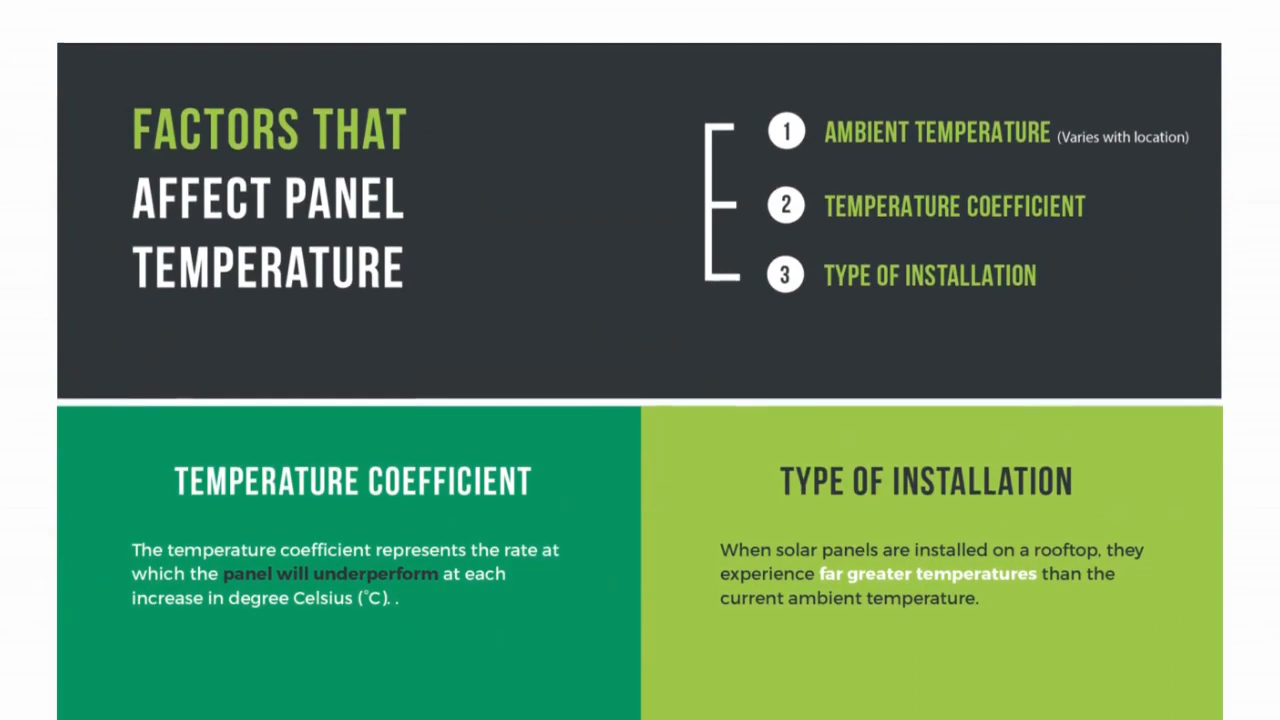 FACTORS THAT
AFFECT PANEL
TEMPERATURE
1 AMBIENT TEMPERATURE (Varies with location)
2 TEMPERATURE COEFFICIENT
3 TYPE OF INSTALLATION
TEMPERATURE COEFFICIENT
The temperature coefficient represents the rate at
which the panel will underperform at each
increase in degree Celsius (°C). .
TYPE OF INSTALLATION
When solar panels are installed on a rooftop, they
experience far greater temperatures than the
current ambient temperature.